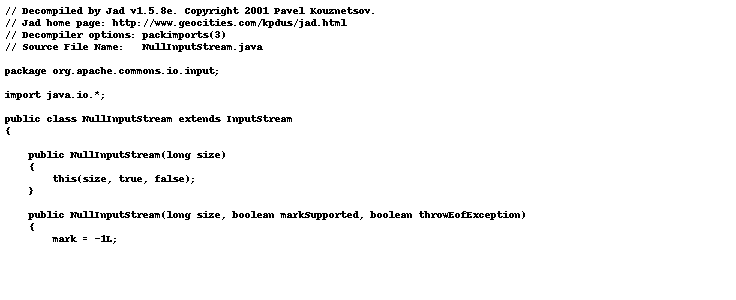 // Decompiled by Jad v1.5.8e. Copyright 2001 Pavel Kouznetsov.
// Jad home page: http://www.geocities.com/kpdus/jad.html
// Decompiler options: packimports(3)
// Source File Name:   NullInputStream.java

package org.apache.commons.io.input;

import java.io.*;

public class NullInputStream extends InputStream
{

    public NullInputStream(long size)
    {
        this(size, true, false);
    }

    public NullInputStream(long size, boolean markSupported, boolean throwEofException)
    {
        mark = -1L;